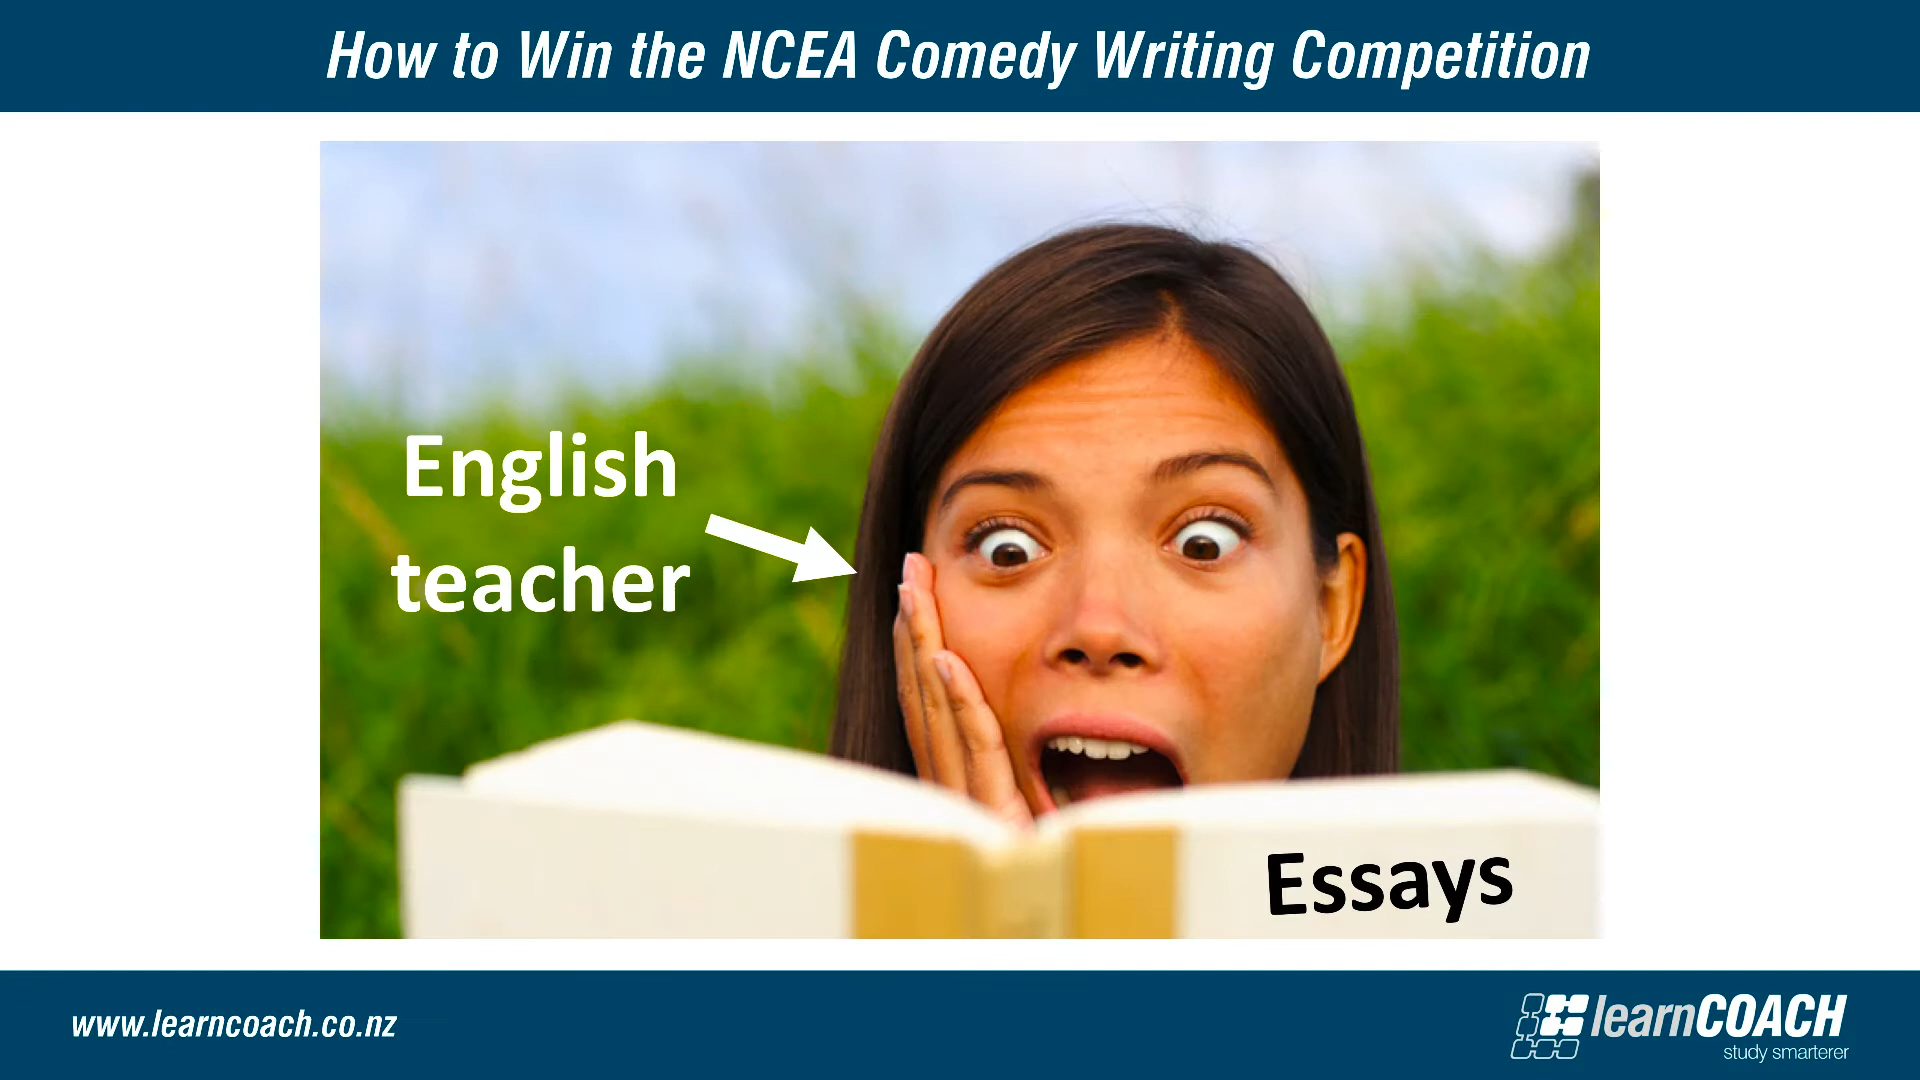 How to Win the NCEA Comedy Writing Competition
English
teacher
Essays
www.learncoach.co.nz
learnCOACH
study smarterer